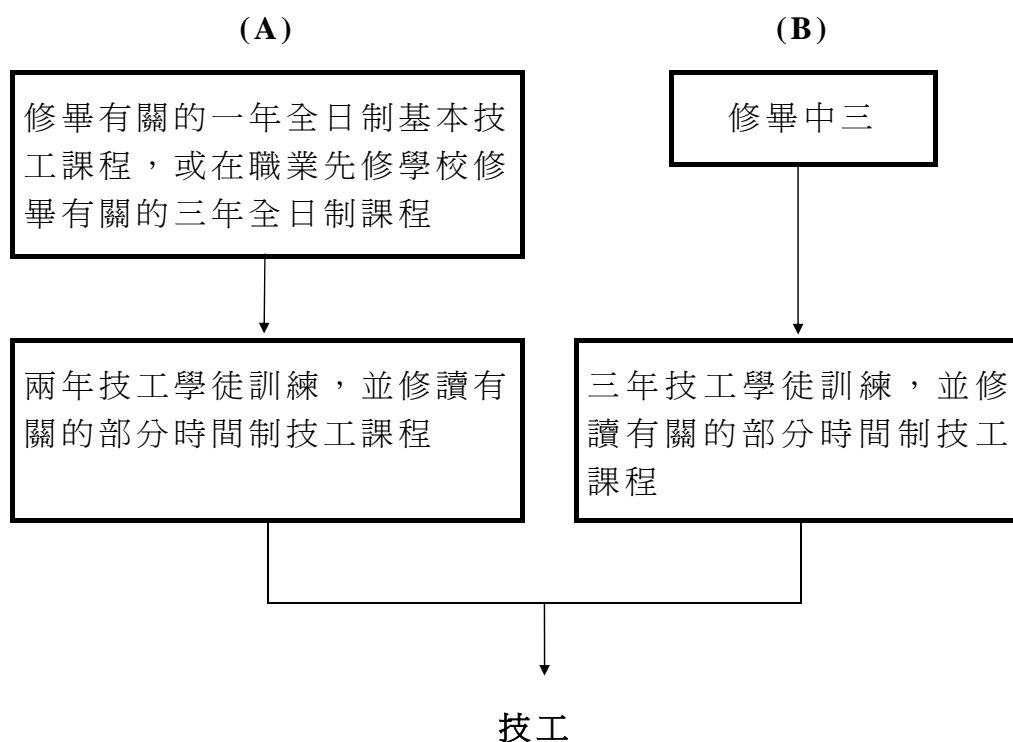 (A)
修畢有關的一年全日制基本技
工課程，或在職業先修學校修
畢有關的三年全日制課程
兩年技工學徒訓練，並修讀有
關的部分時間制技工課程
(B)
修畢中三
三年技工學徒訓練，並修
讀有關的部分時間制技工
課程
技工